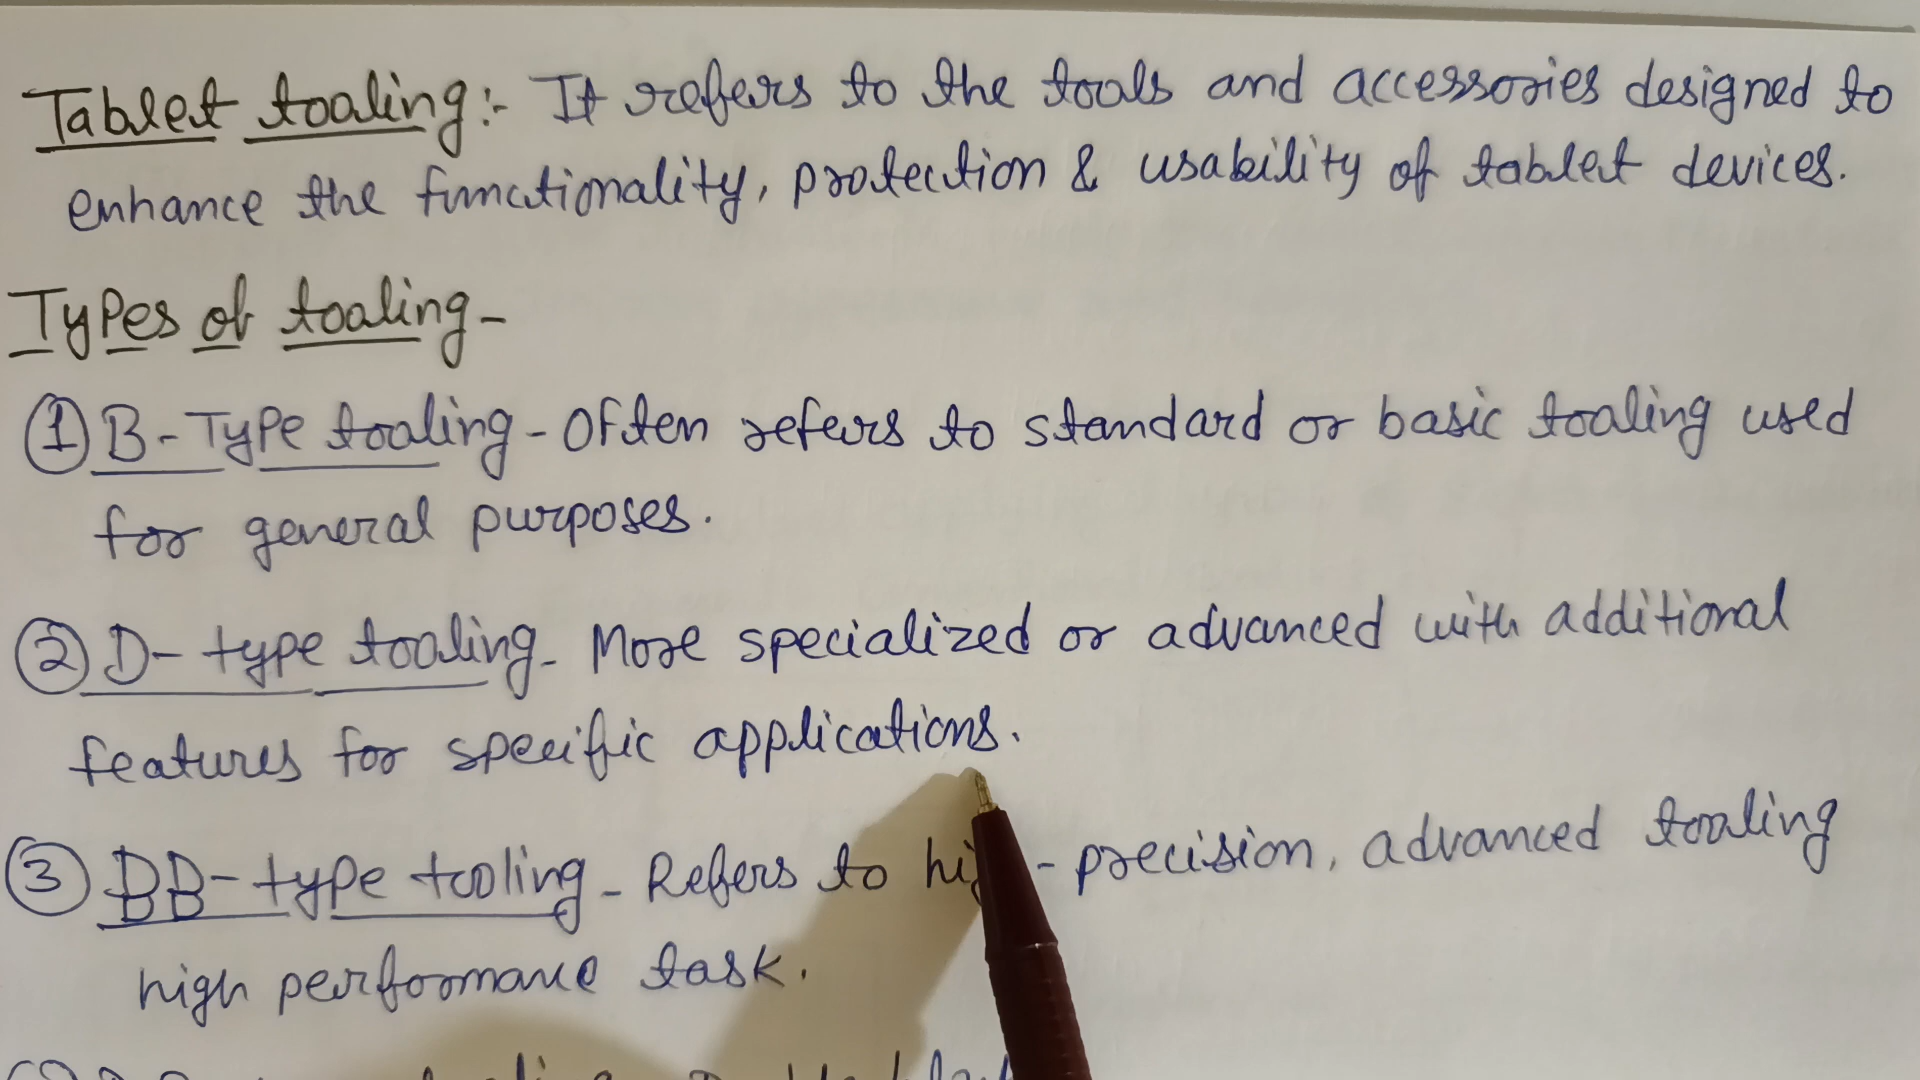 Tablet tooling:- It refers to the tools and accessories designed to
enhance the functionality, protection & usability of tablet devices.
Types of tooling-
① B-Type tooling - Often refers to standard or basic tooling used
for general purposes.
② D-type tooling - More specialized or advanced with additional
features for specific applications.
③ BB-type tooling - Refers to - precision, advanced tooling
high performance task.